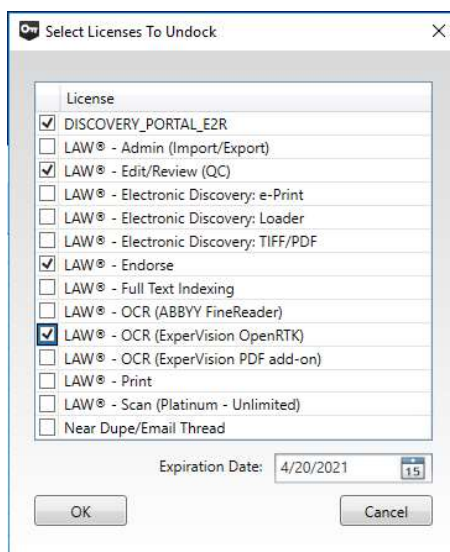 Select Licenses To Undock
License
DISCOVERY_PORTAL_E2R
LAW® - Admin (Import/Export)
LAW® - Edit/Review (QC)
LAW® - Electronic Discovery: e-Print
LAW® - Electronic Discovery: Loader
LAW® - Electronic Discovery: TIFF/PDF
LAW® - Endorse
LAW® - Full Text Indexing
LAW® - OCR (ABBYY FineReader)
LAW® - OCR (ExperVision OpenRTK)
LAW® - OCR (ExperVision PDF add-on)
LAW® - Print
LAW® - Scan (Platinum - Unlimited)
Near Dupe/Email Thread
Expiration Date: 4/20/2021 15
OK Cancel